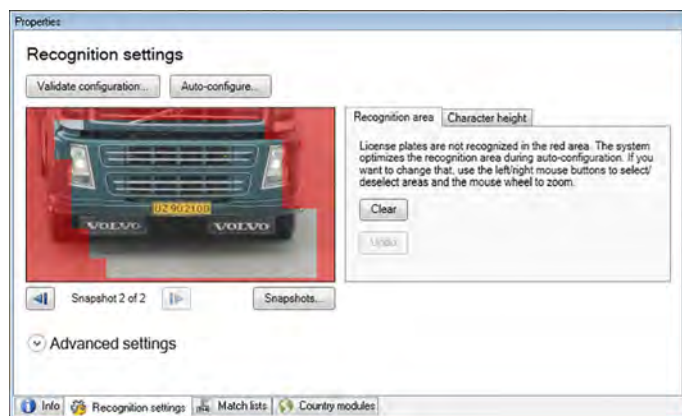 Properties
Recognition settings
Validate configuration...
Auto-configure...
Recognition area
Character height
License plates are not recognized in the red area. The system
optimizes the recognition area during auto-configuration. If you
want to change that, use the left/right mouse buttons to select/
deselect areas and the mouse wheel to zoom.
Clear
Undo
UZ 902100
VOLVO
VOLVO
Snapshot 2 of 2
Snapshots...
Advanced settings
Info
Recognition settings
Match lists
Country modules